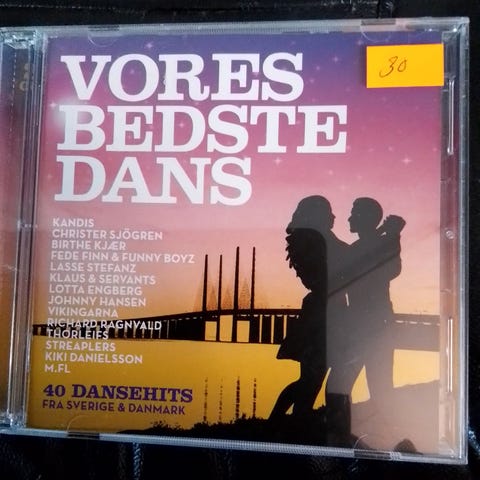 VORES
BEDSTE
DANS
30
KANDIS
CHRISTER SJÖGREN
BIRTHE KJÆR
FEDE FINN & FUNNY BOYZ
LASSE STEFANZ
KLAUS & SERVANTS
LOTTA ENGBERG
JOHNNY HANSEN
VIKINGARNA
RICHARD RAGNVALD
THORLEIFS
STREAPLERS
KIKI DANIELSSON
M.FL
40 DANSEHITS
FRA SVERIGE & DANMARK